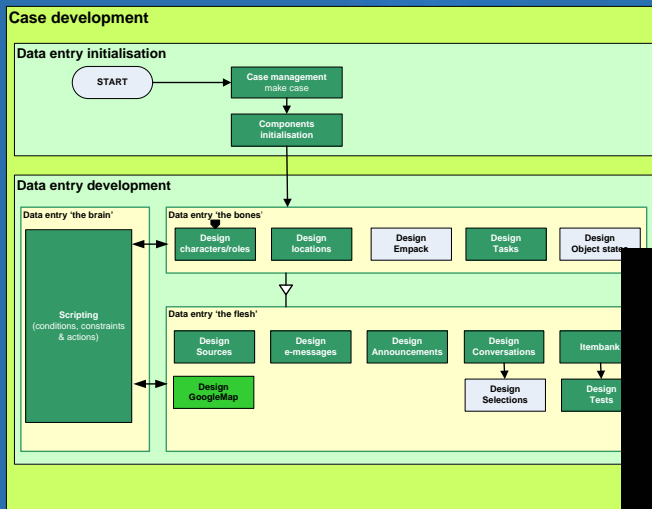 Case development
Data entry initialisation
START
Case management
make case
Components
initialisation
Data entry development
Data entry 'the brain'
Scripting
(conditions, constraints
& actions)
Data entry 'the bones'
Design
characters/roles
Design
locations
Design
Empack
Design
Tasks
Design
Object states
Data entry 'the flesh'
Design
Sources
Design
e-messages
Design
Announcements
Design
Conversations
Itembank
Design
GoogleMap
Design
Selections
Design
Tests